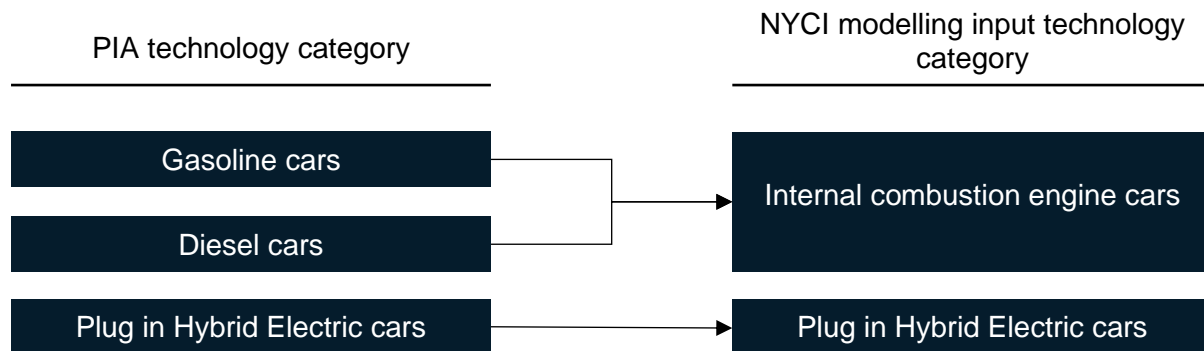 PIA technology category
NYCI modelling input technology
category
Gasoline cars
Diesel cars
Internal combustion engine cars
Plug in Hybrid Electric cars
Plug in Hybrid Electric cars